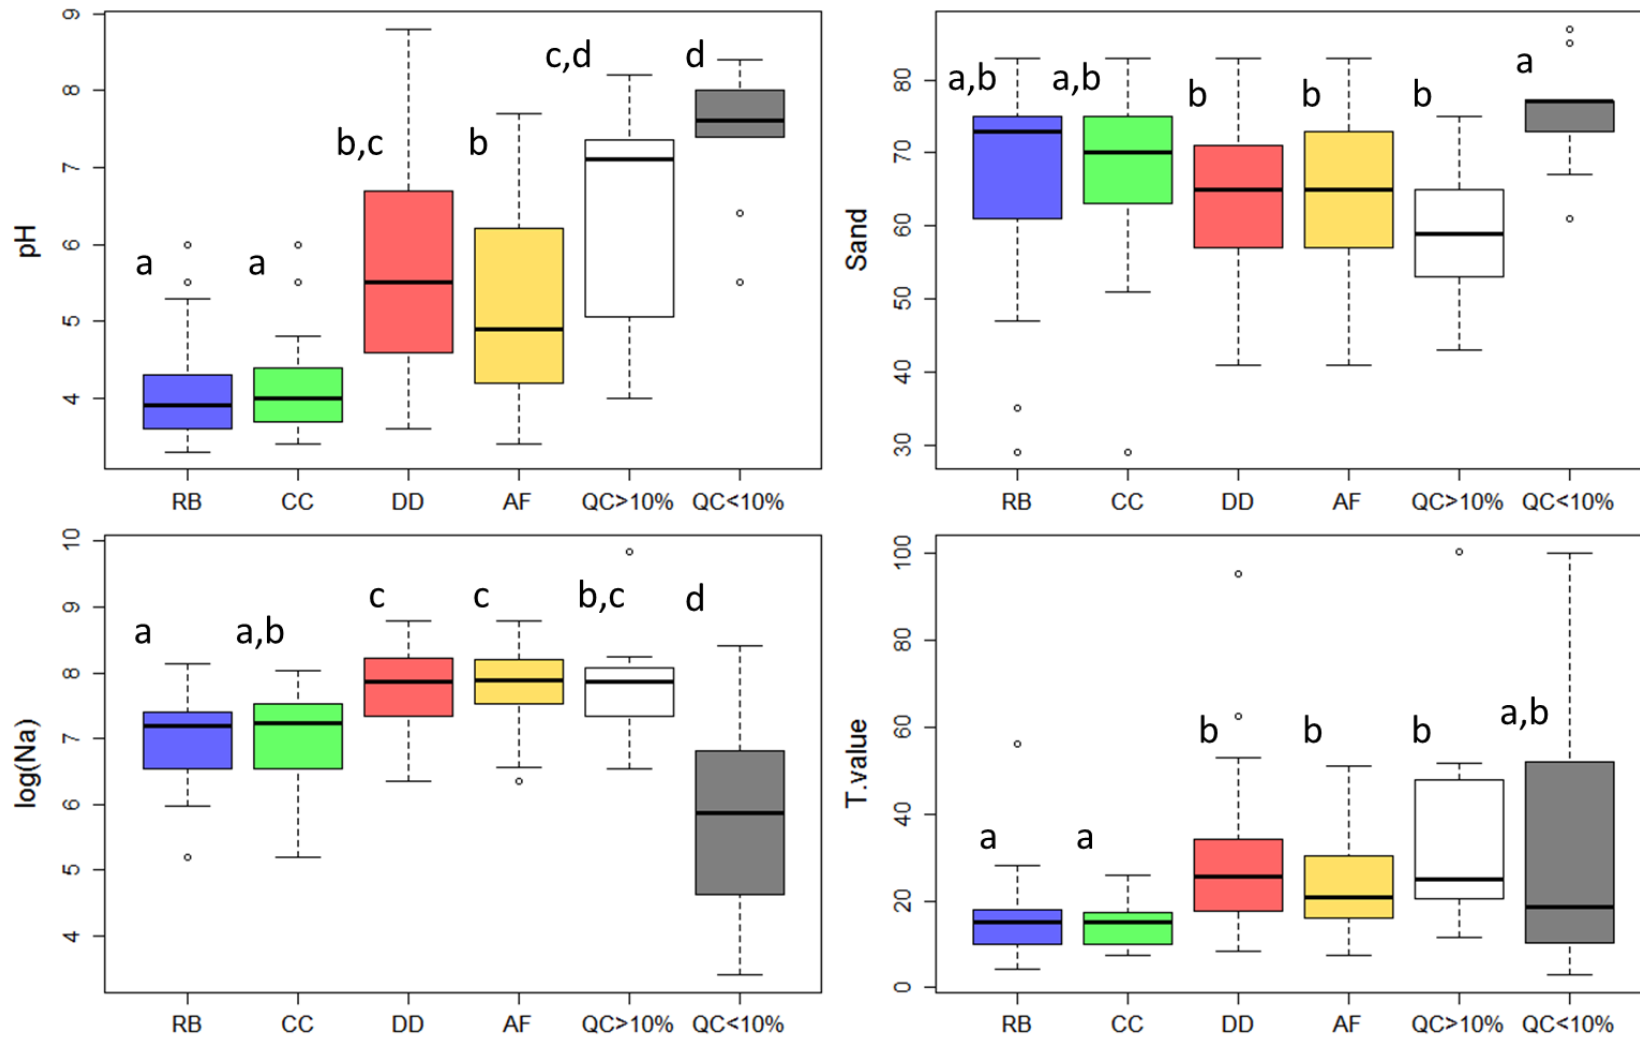 pH
9
8
7
6
5
4
a
a
b,c
b
c,d
d
RB CC DD AF QC>10% QC<10%
Sand
80
70
60
50
40
30
a,b
a,b
b
b
b
a
RB CC DD AF QC>10% QC<10%
log(Na)
10
9
8
7
6
5
4
a
a,b
c
c
b,c
d
RB CC DD AF QC>10% QC<10%
T.value
100
80
60
40
20
0
a
a
b
b
b
a,b
RB CC DD AF QC>10% QC<10%